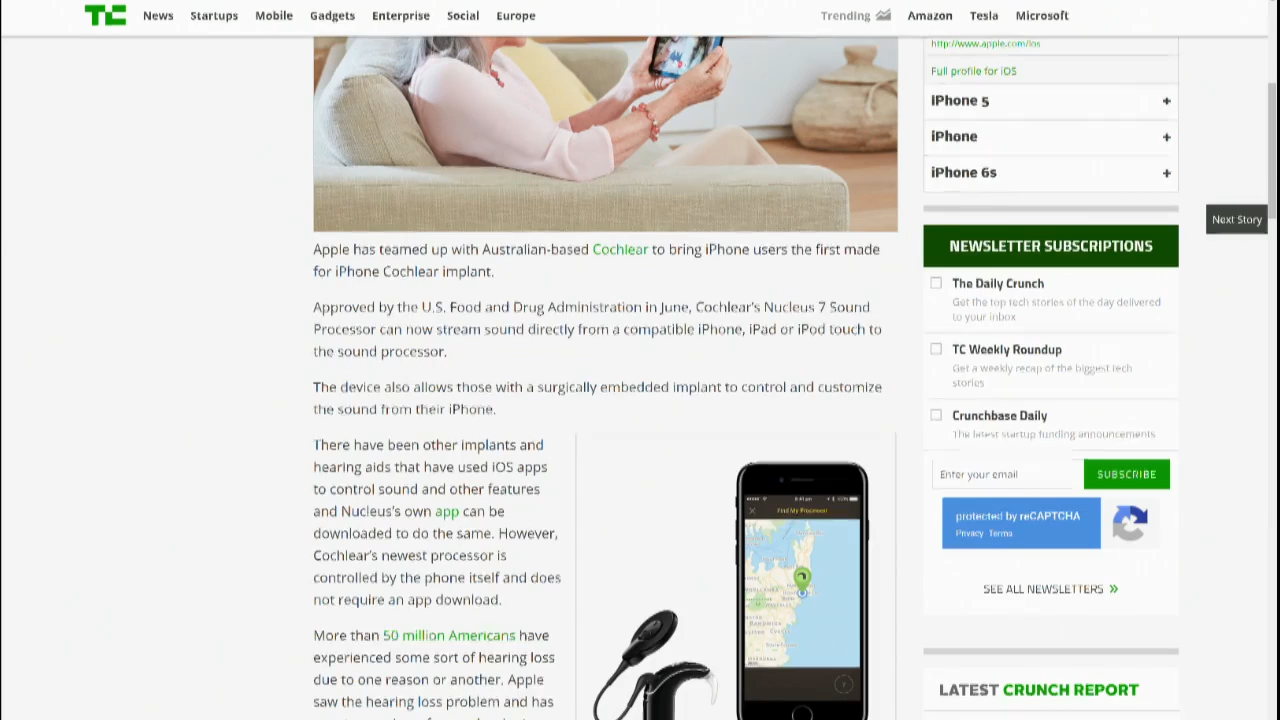 TC News Startups Mobile Gadgets Enterprise Social Europe Trending Amazon Tesla Microsoft
http://www.apple.com/ios
Full profile for iOS
iPhone 5 +
iPhone +
iPhone 6s +
Next Story
Apple has teamed up with Australian-based Cochlear to bring iPhone users the first made
for iPhone Cochlear implant.
Approved by the U.S. Food and Drug Administration in June, Cochlear's Nucleus 7 Sound
Processor can now stream sound directly from a compatible iPhone, iPad or iPod touch to
the sound processor.
The device also allows those with a surgically embedded implant to control and customize
the sound from their iPhone.
There have been other implants and
hearing aids that have used iOS apps
to control sound and other features
and Nucleus's own app can be
downloaded to do the same. However,
Cochlear's newest processor is
controlled by the phone itself and does
not require an app download.
More than 50 million Americans have
experienced some sort of hearing loss
due to one reason or another. Apple
saw the hearing loss problem and has
9:41 AM
Find My Processor
NEWSLETTER SUBSCRIPTIONS
The Daily Crunch
Get the top tech stories of the day delivered
to your inbox
TC Weekly Roundup
Get a weekly recap of the biggest tech
stories
Crunchbase Daily
The latest startup funding announcements
Enter your email SUBSCRIBE
protected by reCAPTCHA
Privacy Terms
SEE ALL NEWSLETTERS »
LATEST CRUNCH REPORT